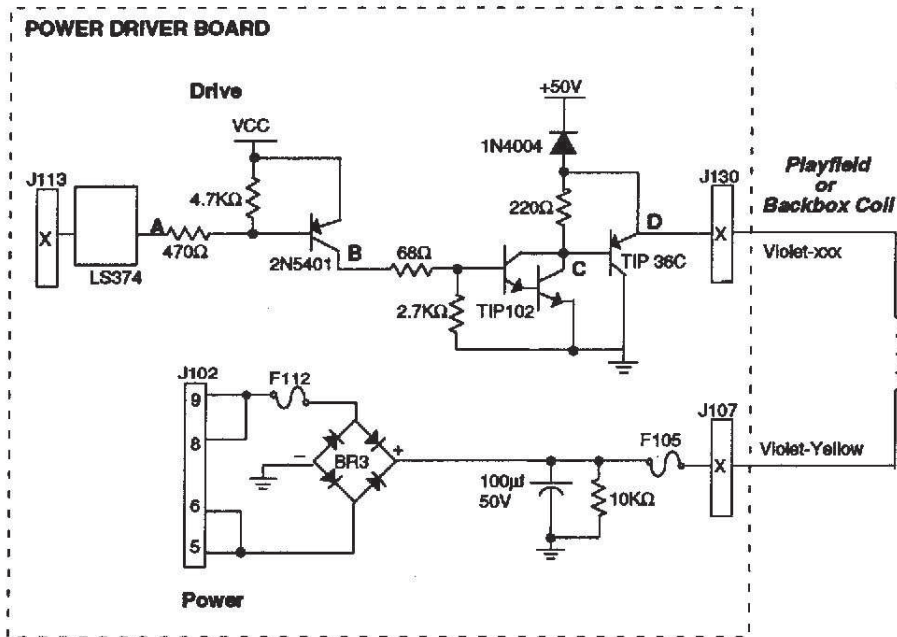 POWER DRIVER BOARD
Drive
+50V
VCC
1N4004
J113
4.7KΩ
220Ω
J130
Playfield
or
Backbox Coil
X
A
D
X
470Ω
2N5401
B
68Ω
C
TIP 36C
Violet-xxx
LS374
2.7KΩ
TIP102
J102
F112
9
8
BR3
+
−
F105
J107
Violet-Yellow
X
100µf
50V
10KΩ
6
5
Power